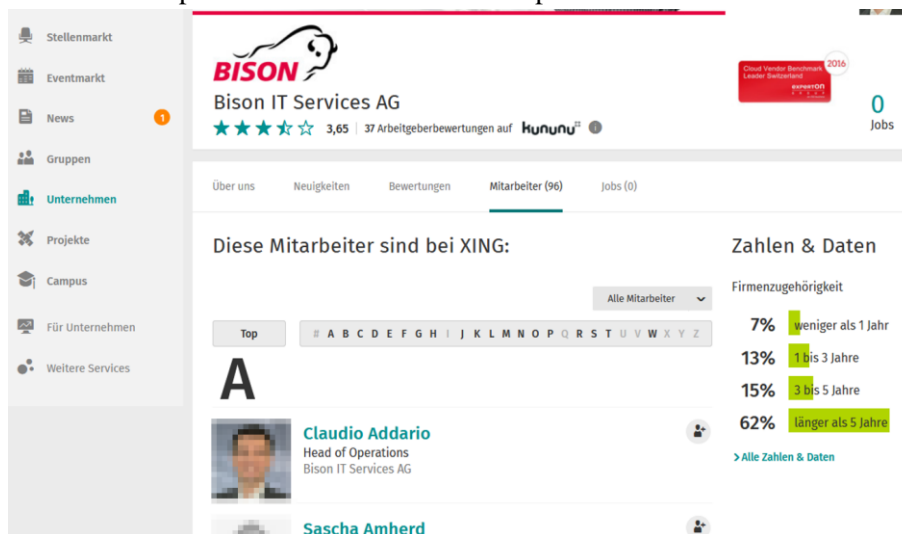 Stellenmarkt
Eventmarkt
News 1
Gruppen
Unternehmen
Projekte
Campus
Für Unternehmen
Weitere Services
BISON
Bison IT Services AG
3,65 | 37 Arbeitgeberbewertungen auf kununu
Cloud Vendor Benchmark 2016
Leader Switzerland
EXPERTON
0
Jobs
Über uns Neuigkeiten Bewertungen Mitarbeiter (96) Jobs (0)
Diese Mitarbeiter sind bei XING:
Alle Mitarbeiter
Top # A B C D E F G H I J K L M N O P Q R S T U V W X Y Z
A
Claudio Addario
Head of Operations
Bison IT Services AG
Sascha Amherd
Zahlen & Daten
Firmenzugehörigkeit
7% weniger als 1 Jahr
13% 1 bis 3 Jahre
15% 3 bis 5 Jahre
62% länger als 5 Jahre
> Alle Zahlen & Daten